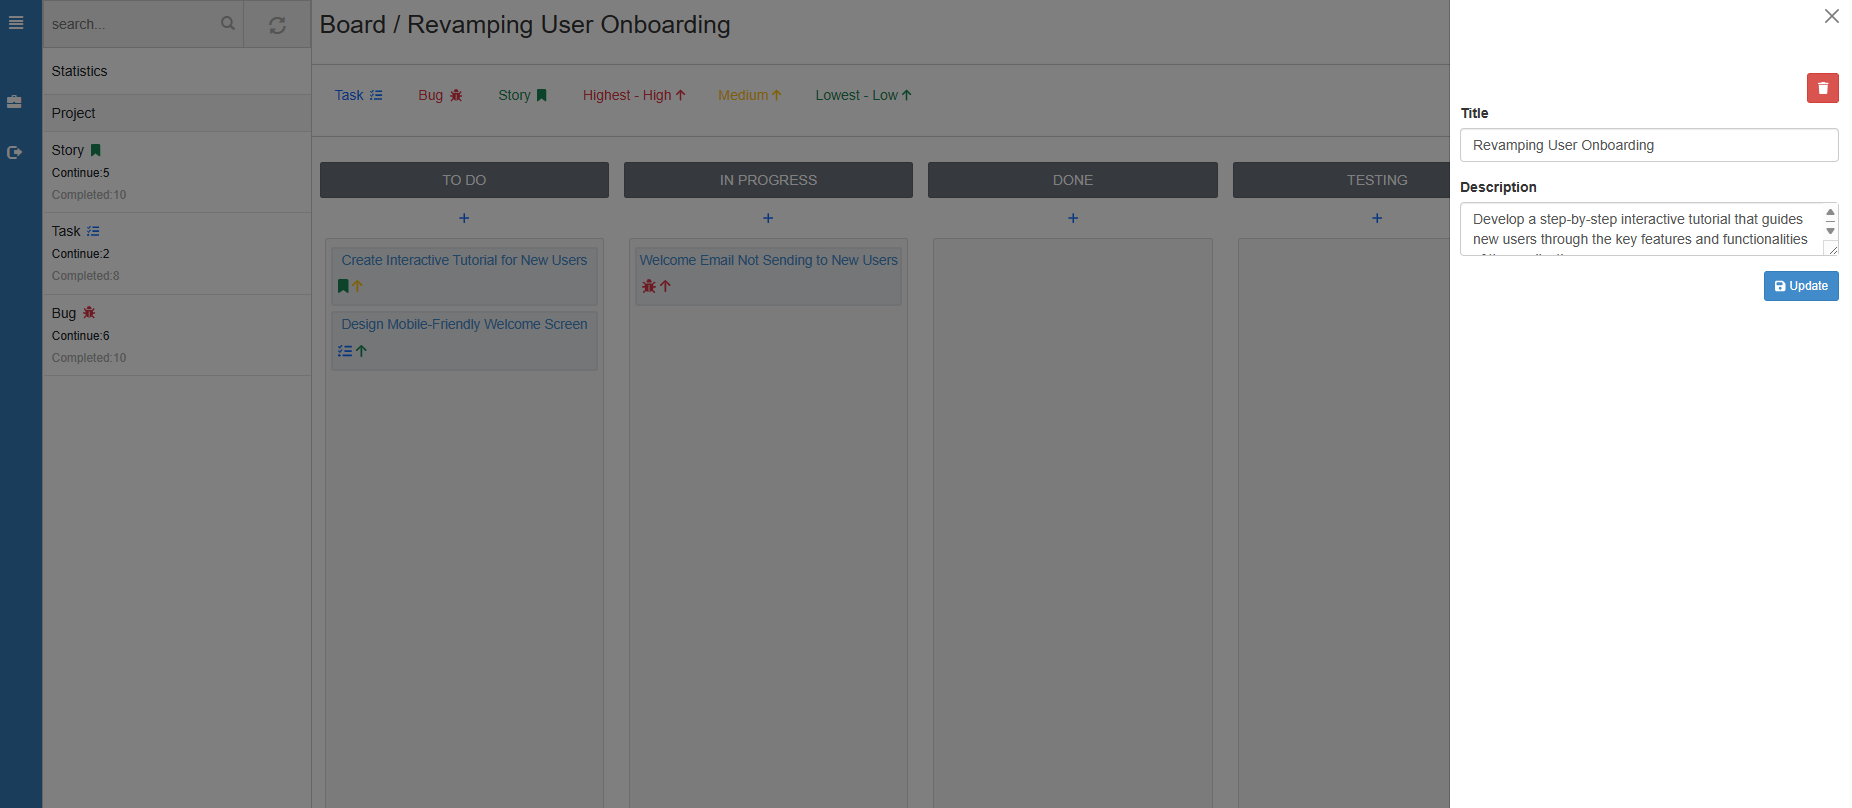 search...
Statistics
Project
Story
Continue:5
Completed:10
Task
Continue:2
Completed:8
Bug
Continue:6
Completed:10
Board / Revamping User Onboarding
Task
Bug
Story
Highest - High
Medium
Lowest - Low
TO DO
IN PROGRESS
DONE
TESTING
+
+
+
+
Create Interactive Tutorial for New Users
Design Mobile-Friendly Welcome Screen
Welcome Email Not Sending to New Users
Title
Revamping User Onboarding
Description
Develop a step-by-step interactive tutorial that guides
new users through the key features and functionalities
Update